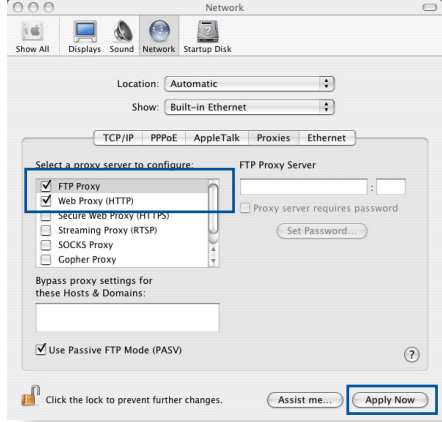 Network
Show All Displays Sound Network Startup Disk
Location: Automatic
Show: Built-in Ethernet
TCP/IP PPPoE AppleTalk Proxies Ethernet
Select a proxy server to configure: FTP Proxy Server
FTP Proxy
:
Web Proxy (HTTP)
Proxy server requires password
Secure Web Proxy (HTTPS)
Streaming Proxy (RTSP) Set Password...
SOCKS Proxy
Gopher Proxy
Bypass proxy settings for
these Hosts & Domains:
Use Passive FTP Mode (PASV)
?
Click the lock to prevent further changes. Assist me... Apply Now